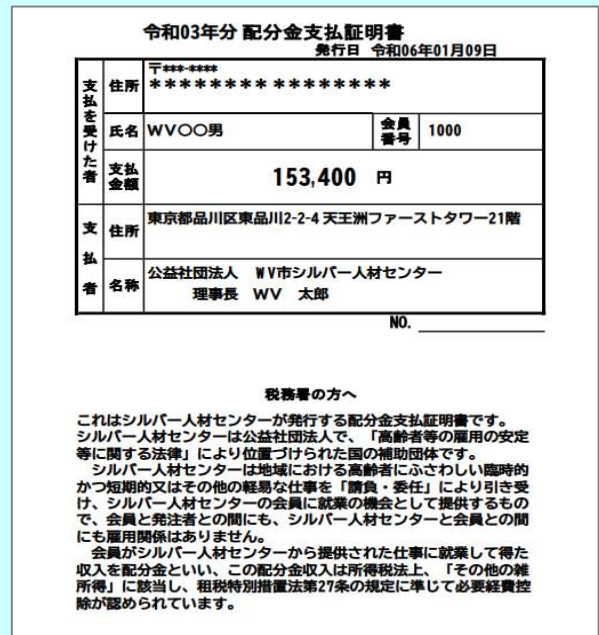 令和03年分 配分金支払証明書
発行日 令和06年01月09日
支払を受けた者
住所
〒***-****
****************
氏名
WV○○男
会員番号
1000
支払金額
153,400 円
支払者
住所
東京都品川区東品川2-2-4 天王洲ファーストタワー21階
名称
公益社団法人 WV市シルバー人材センター
理事長 WV 太郎
NO.
税務署の方へ
これはシルバー人材センターが発行する配分金支払証明書です。
シルバー人材センターは公益社団法人で、「高齢者等の雇用の安定
等に関する法律」により位置づけられた国の補助団体です。
シルバー人材センターは地域における高齢者にふさわしい臨時的
かつ短期的又はその他の軽易な仕事を「請負・委任」により引き受
け、シルバー人材センターの会員に就業の機会として提供するもの
で、会員と発注者との間にも、シルバー人材センターと会員との間
にも雇用関係はありません。
会員がシルバー人材センターから提供された仕事に就業して得た
収入を配分金といい、この配分金収入は所得税法上、「その他の雑
所得」に該当し、租税特別措置法第27条の規定に準じて必要経費控
除が認められています。